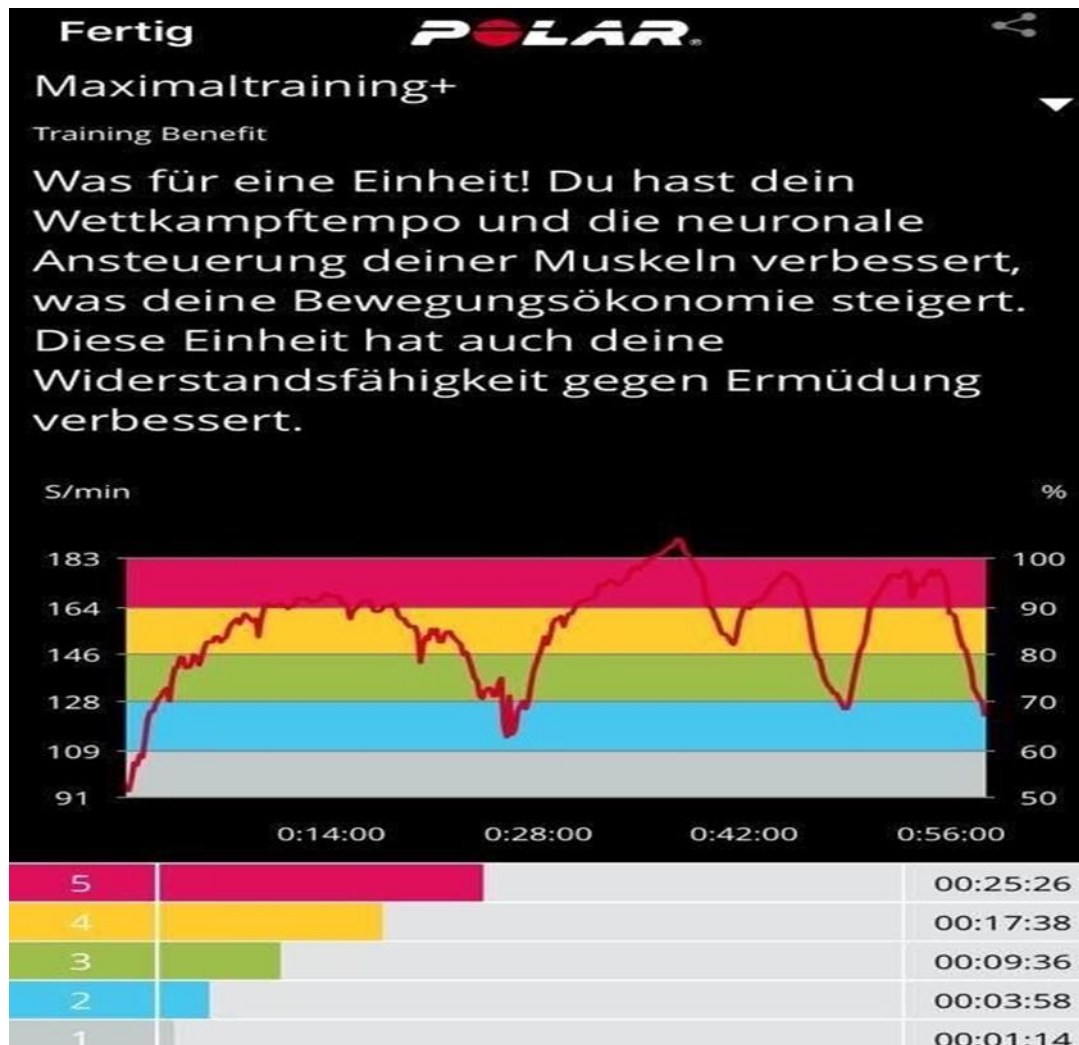 Fertig
POLAR
Maximaltraining+
Training Benefit
Was für eine Einheit! Du hast dein
Wettkampftempo und die neuronale
Ansteuerung deiner Muskeln verbessert,
was deine Bewegungsökonomie steigert.
Diese Einheit hat auch deine
Widerstandsfähigkeit gegen Ermüdung
verbessert.
S/min %
183 100
164 90
146 80
128 70
109 60
91 50
0:14:00 0:28:00 0:42:00 0:56:00
5 00:25:26
4 00:17:38
3 00:09:36
2 00:03:58
1 00:01:14